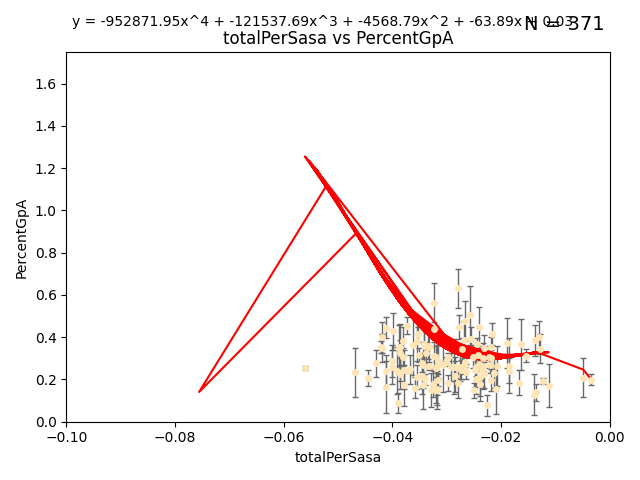 y = -952871.95x^4 + -121537.69x^3 + -4568.79x^2 + -63.89x + 0.03
N = 371
totalPerSasa vs PercentGpA
1.6
1.4
1.2
1.0
0.8
0.6
0.4
0.2
0.0
PercentGpA
−0.10 −0.08 −0.06 −0.04 −0.02 0.00
totalPerSasa